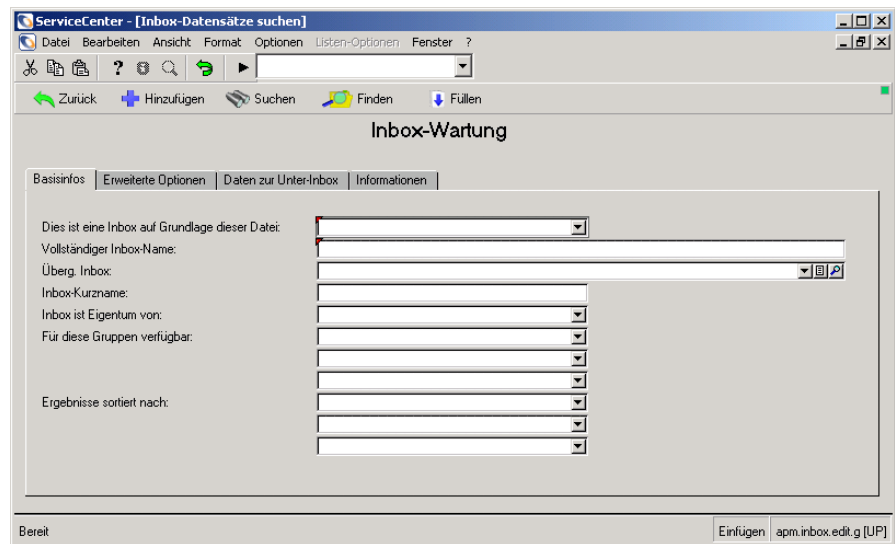 ServiceCenter - [Inbox-Datensätze suchen]
Datei Bearbeiten Ansicht Format Optionen Listen-Optionen Fenster ?
Zurück Hinzufügen Suchen Finden Füllen
Inbox-Wartung
Basisinfos Erweiterte Optionen Daten zur Unter-Inbox Informationen
Dies ist eine Inbox auf Grundlage dieser Datei:
Vollständiger Inbox-Name:
Überg. Inbox:
Inbox-Kurzname:
Inbox ist Eigentum von:
Für diese Gruppen verfügbar:
Ergebnisse sortiert nach:
Bereit Einfügen apm.inbox.edit.g [UP]